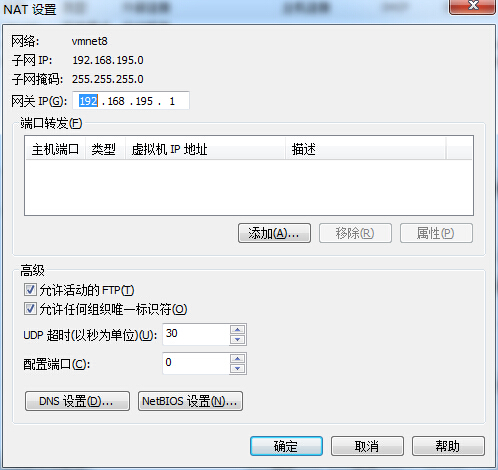 NAT 设置
网络: vmnet8
子网 IP: 192.168.195.0
子网掩码: 255.255.255.0
网关 IP(G): 192 .168 .195 . 1
端口转发(F)
主机端口 类型 虚拟机 IP 地址 描述
添加(A)... 移除(R) 属性(P)
高级
允许活动的 FTP(T)
允许任何组织唯一标识符(O)
UDP 超时(以秒为单位)(U): 30
配置端口(C): 0
DNS 设置(D)... NetBIOS 设置(N)...
确定 取消 帮助